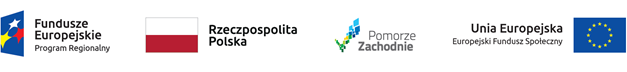 Fundusze
Europejskie
Program Regionalny
Rzeczpospolita
Polska
Pomorze
Zachodnie
Unia Europejska
Europejski Fundusz Społeczny